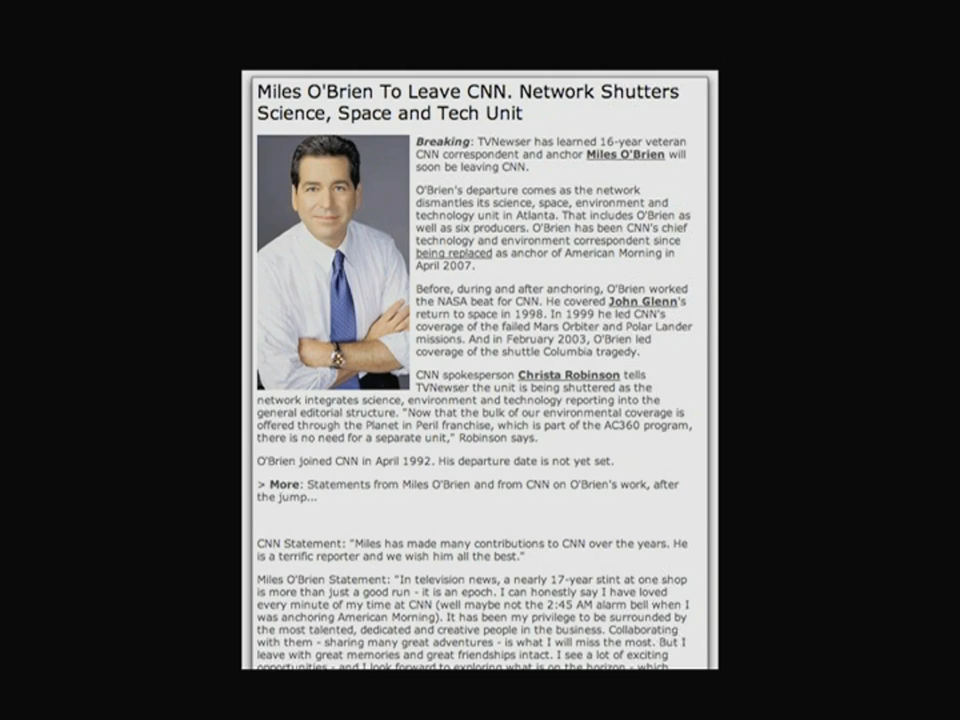 Miles O'Brien To Leave CNN. Network Shutters
Science, Space and Tech Unit
Breaking: TVNewser has learned 16-year veteran
CNN correspondent and anchor Miles O'Brien will
soon be leaving CNN.
O'Brien's departure comes as the network
dismantles its science, space, environment and
technology unit in Atlanta. That includes O'Brien as
well as six producers. O'Brien has been CNN's chief
technology and environment correspondent since
being replaced as anchor of American Morning in
April 2007.
Before, during and after anchoring, O'Brien worked
the NASA beat for CNN. He covered John Glenn's
return to space in 1998. In 1999 he led CNN's
coverage of the failed Mars Orbiter and Polar Lander
missions. And in February 2003, O'Brien led
coverage of the shuttle Columbia tragedy.
CNN spokesperson Christa Robinson tells
TVNewser the unit is being shuttered as the
network integrates science, environment and technology reporting into the
general editorial structure. "Now that the bulk of our environmental coverage is
offered through the Planet in Peril franchise, which is part of the AC360 program,
there is no need for a separate unit," Robinson says.
O'Brien joined CNN in April 1992. His departure date is not yet set.
> More: Statements from Miles O'Brien and from CNN on O'Brien's work, after
the jump...
CNN Statement: "Miles has made many contributions to CNN over the years. He
is a terrific reporter and we wish him all the best."
Miles O'Brien Statement: "In television news, a nearly 17-year stint at one shop
is more than just a good run - it is an epoch. I can honestly say I have loved
every minute of my time at CNN (well maybe not the 2:45 AM alarm bell when I
was anchoring American Morning). It has been my privilege to be surrounded by
the most talented, dedicated and creative people in the business. Collaborating
with them - sharing many great adventures - is what I will miss the most. But I
leave with great memories and great friendships intact. I see a lot of exciting
opportunities - and I look forward to exploring what is on the horizon - which